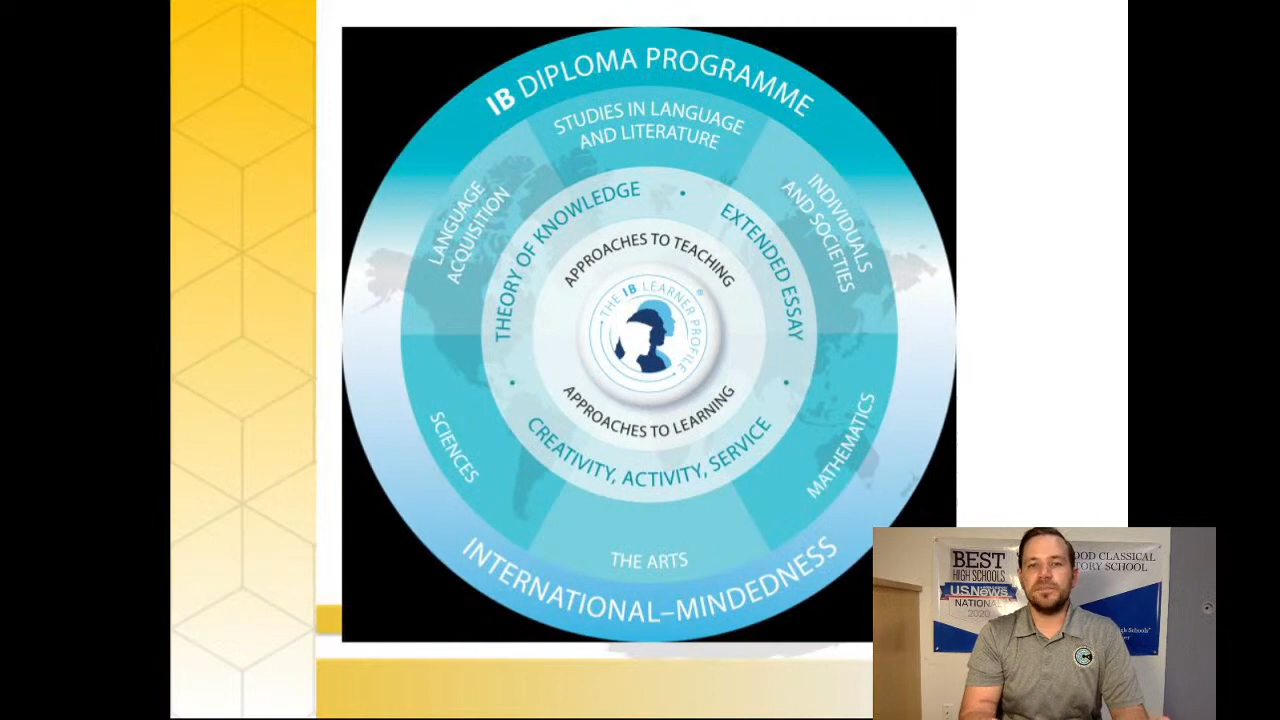 IB DIPLOMA PROGRAMME
STUDIES IN LANGUAGE
AND LITERATURE
LANGUAGE
ACQUISITION
INDIVIDUALS
AND SOCIETIES
THEORY OF KNOWLEDGE
EXTENDED ESSAY
APPROACHES TO TEACHING
THE IB LEARNER PROFILE
®
APPROACHES TO LEARNING
CREATIVITY, ACTIVITY, SERVICE
SCIENCES
MATHEMATICS
THE ARTS
INTERNATIONAL–MINDEDNESS
BEST
HIGH SCHOOLS
U.S.News
NATIONAL
2020
OOD CLASSICAL
TORY SCHOOL